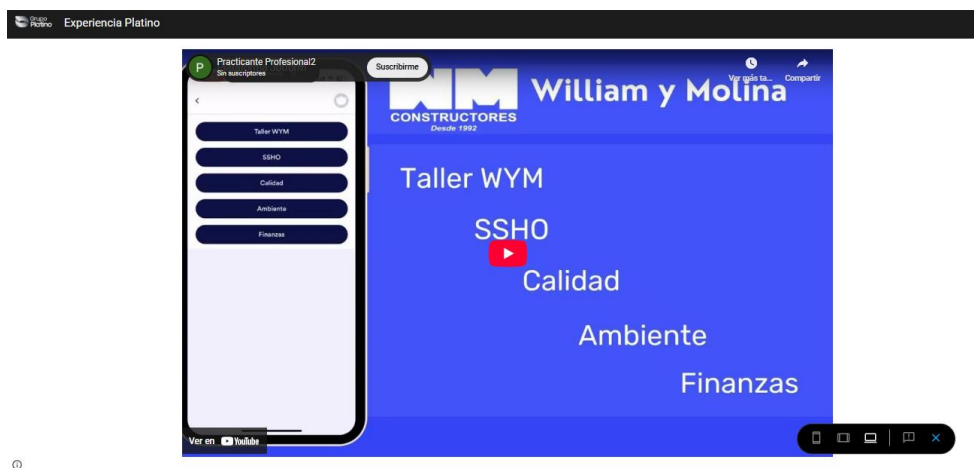 Grupo Platino
Experiencia Platino
P
Practicante Profesional2
Sin suscriptores
Suscribirme
Ver más ta...
Compartir
WM
CONSTRUCTORES
Desde 1992
William y Molina
Taller WYM
SSHO
Calidad
Ambiente
Finanzas
Taller WYM
SSHO
Calidad
Ambiente
Finanzas
Ver en YouTube